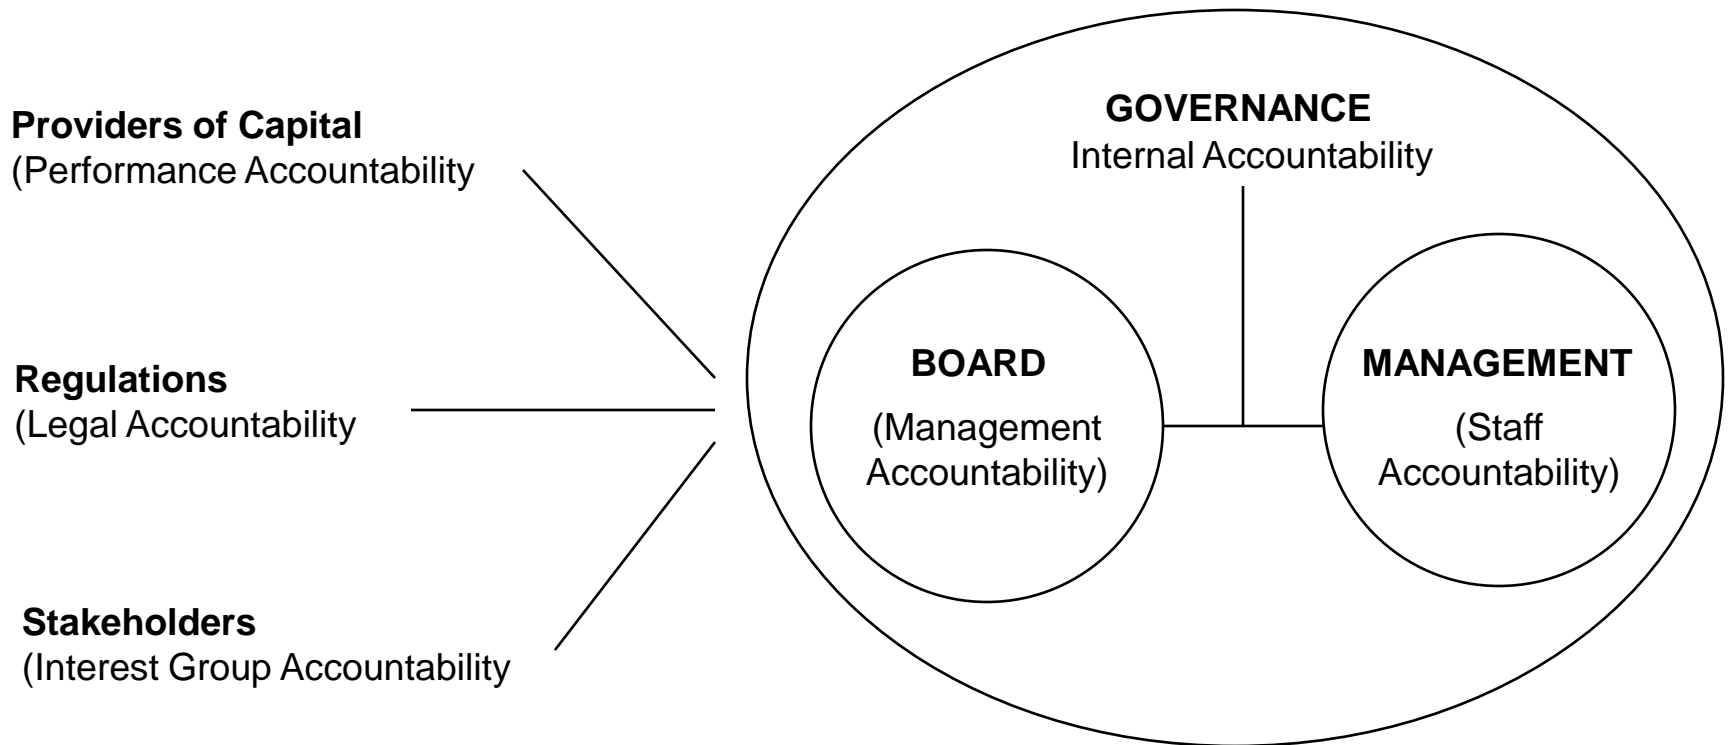 Providers of Capital
(Performance Accountability
Regulations
(Legal Accountability
Stakeholders
(Interest Group Accountability
GOVERNANCE
Internal Accountability
BOARD
(Management
Accountability)
MANAGEMENT
(Staff
Accountability)